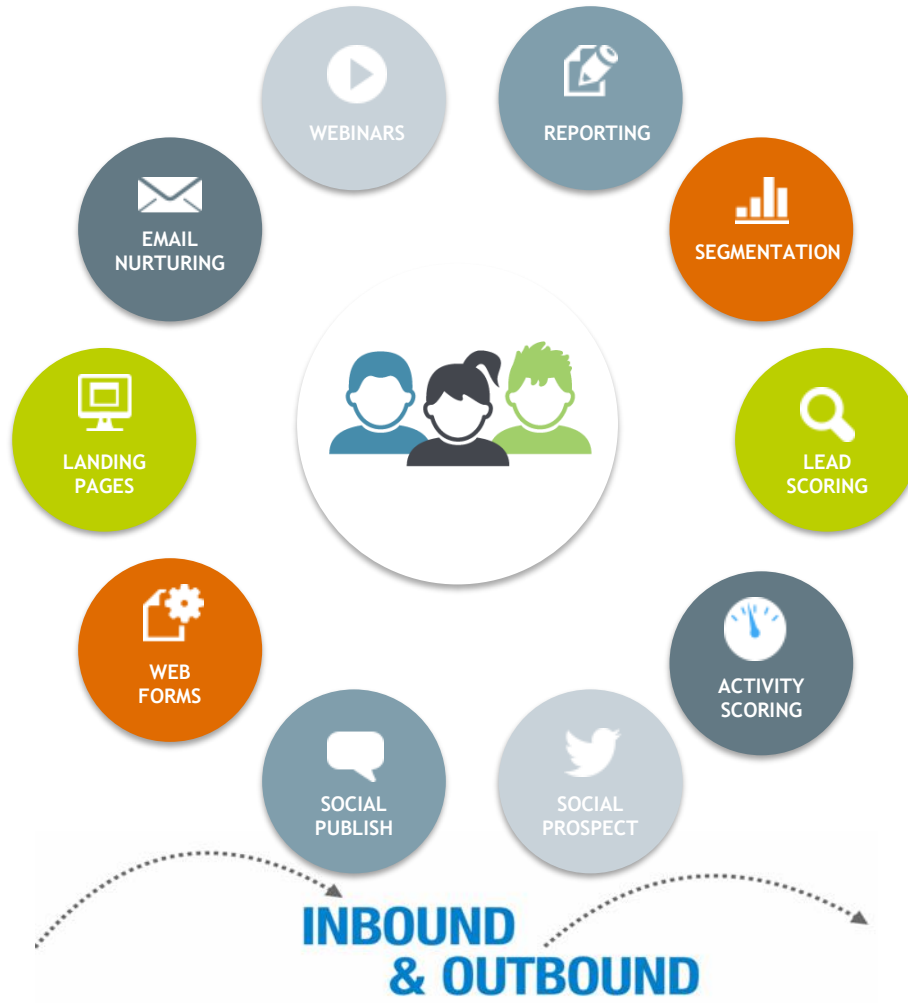 WEBINARS
REPORTING
EMAIL
NURTURING
SEGMENTATION
LANDING
PAGES
LEAD
SCORING
WEB
FORMS
ACTIVITY
SCORING
SOCIAL
PUBLISH
SOCIAL
PROSPECT
INBOUND
& OUTBOUND